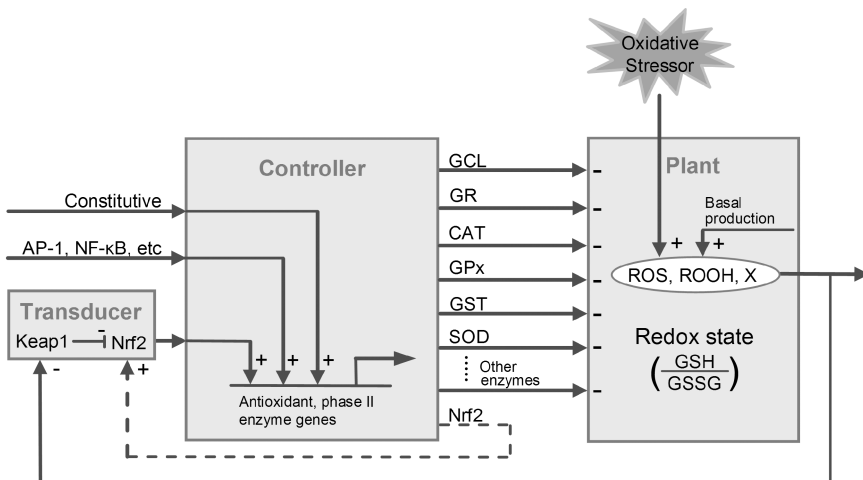 Oxidative
Stressor
Controller
Plant
GCL
GR
CAT
GPx
GST
SOD
Other
enzymes
Nrf2
Constitutive
AP-1, NF-κB, etc
Transducer
Keap1
-
Nrf2
-
+
+
+
+
Antioxidant, phase II
enzyme genes
-
-
-
-
-
-
-
Basal
production
+
+
ROS, ROOH, X
Redox state
(GSH
GSSG)